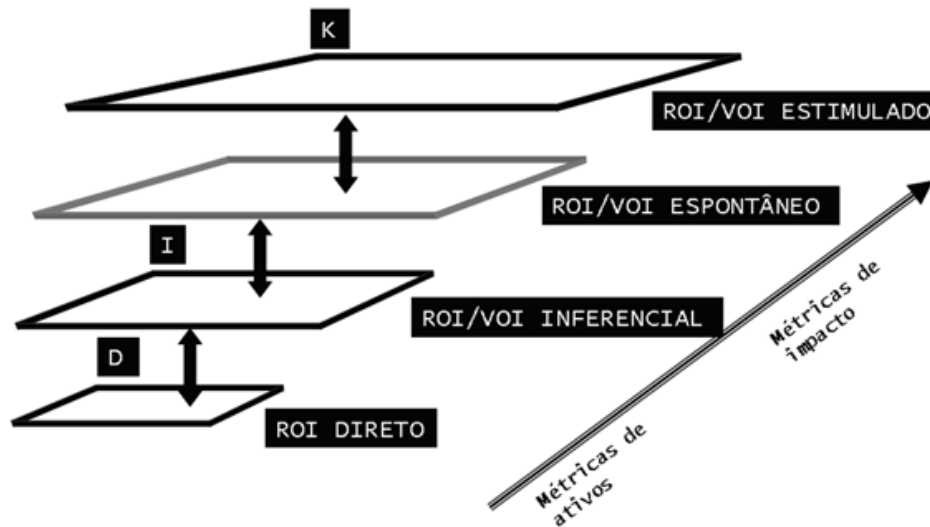 K
ROI/VOI ESTIMULADO
ROI/VOI ESPONTÂNEO
I
ROI/VOI INFERENCIAL
Métricas de
impacto
D
ROI DIRETO
Métricas de
ativos